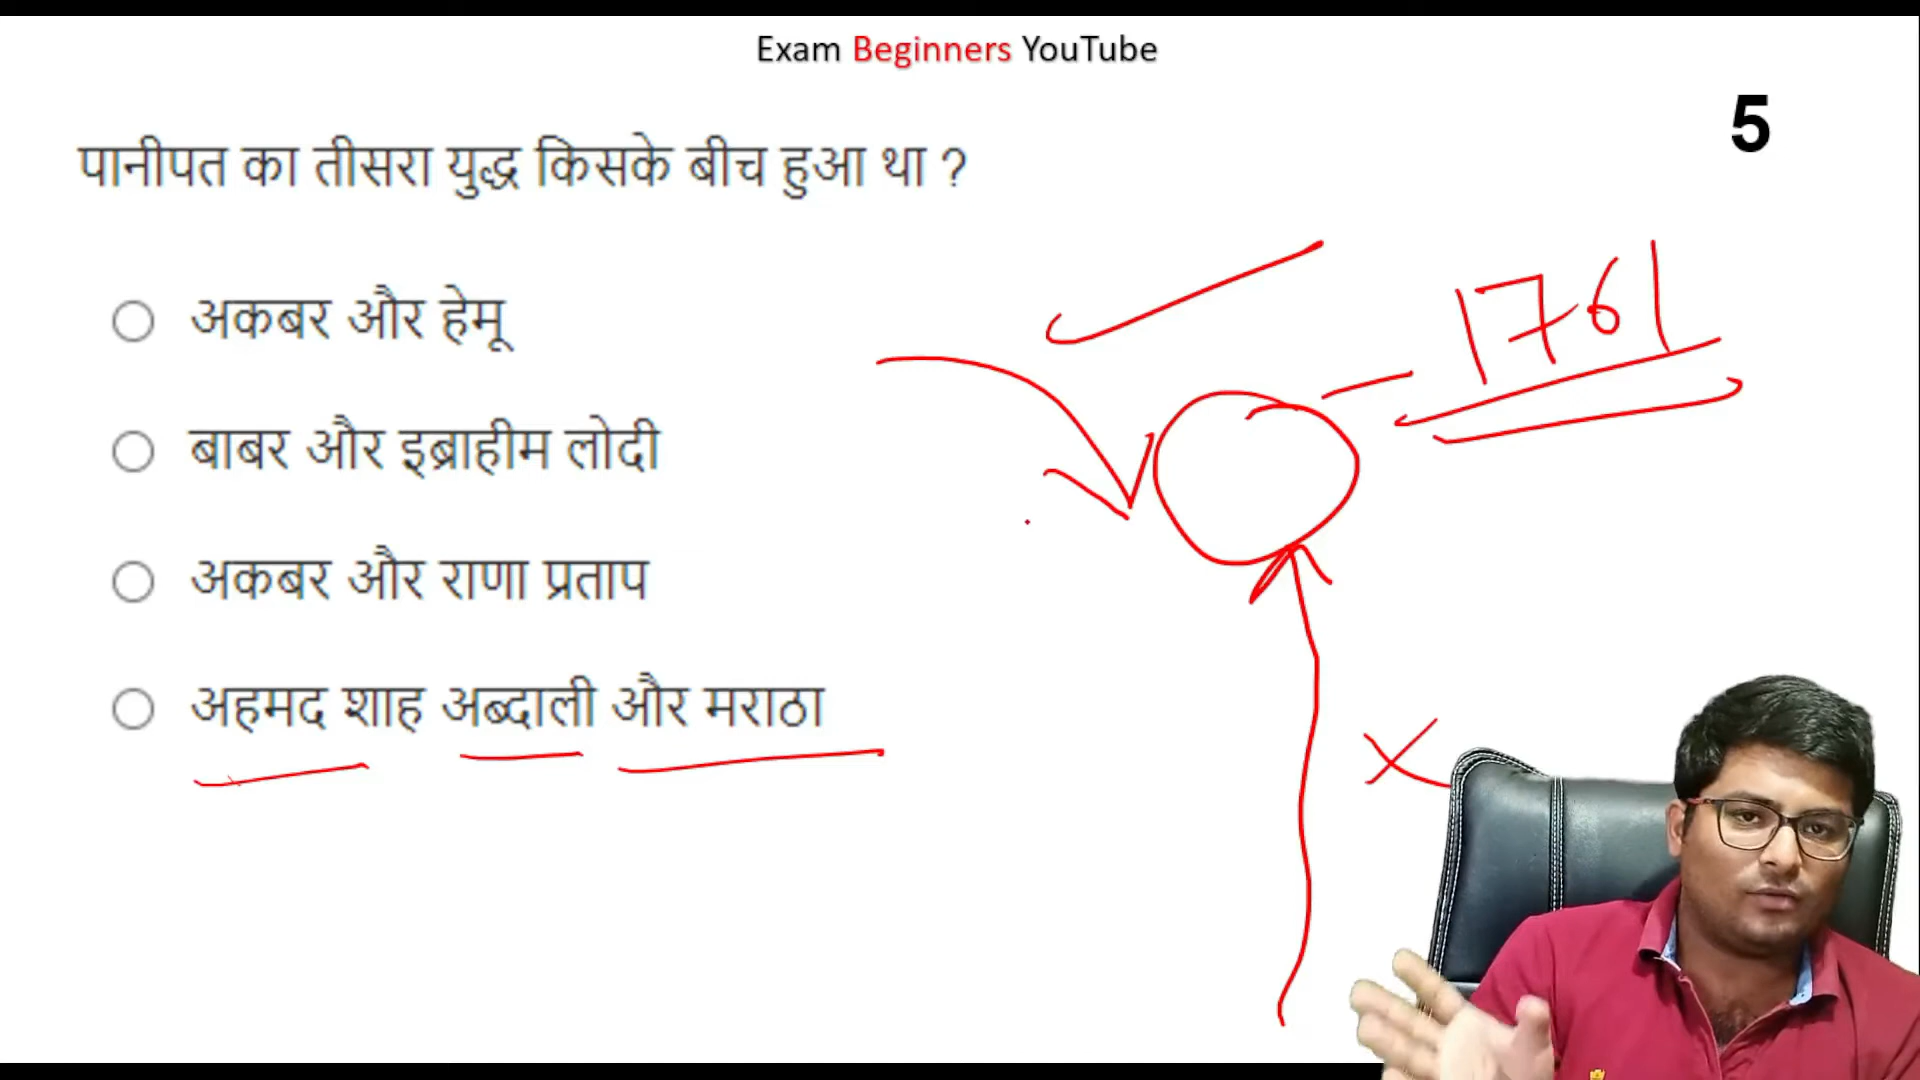 Exam Beginners YouTube
5
पानीपत का तीसरा युद्ध किसके बीच हुआ था ?
अकबर और हेमू
बाबर और इब्राहीम लोदी
अकबर और राणा प्रताप
अहमद शाह अब्दाली और मराठा
1761